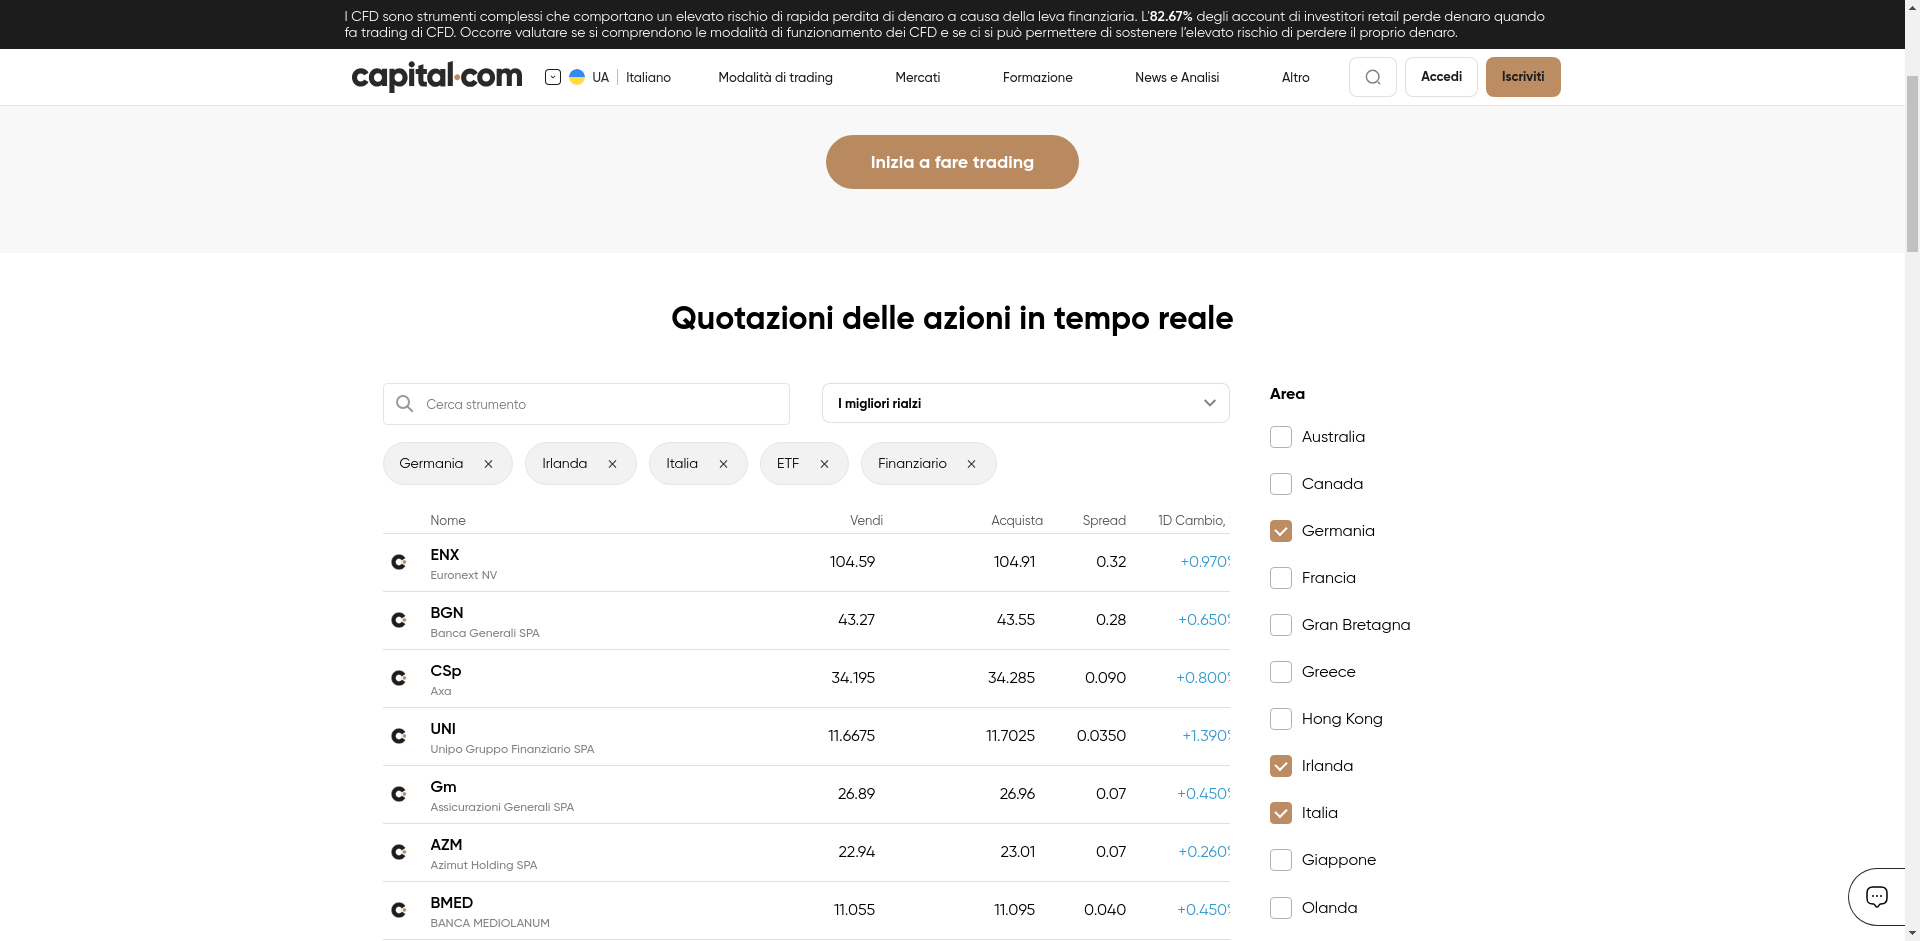 I CFD sono strumenti complessi che comportano un elevato rischio di rapida perdita di denaro a causa della leva finanziaria. L'82.67% degli account di investitori retail perde denaro quando
fa trading di CFD. Occorre valutare se si comprendono le modalità di funzionamento dei CFD e se ci si può permettere di sostenere l'elevato rischio di perdere il proprio denaro.
capital.com UA Italiano Modalità di trading Mercati Formazione News e Analisi Altro Accedi Iscriviti
Inizia a fare trading
Quotazioni delle azioni in tempo reale
Cerca strumento
I migliori rialzi
Germania Irlanda Italia ETF Finanziario
Nome Vendi Acquista Spread 1D Cambio,
ENX 104.59 104.91 0.32 +0.970%
Euronext NV
BGN 43.27 43.55 0.28 +0.650%
Banca Generali SPA
CSp 34.195 34.285 0.090 +0.800%
Axa
UNI 11.6675 11.7025 0.0350 +1.390%
Unipo Gruppo Finanziario SPA
Gm 26.89 26.96 0.07 +0.450%
Assicurazioni Generali SPA
AZM 22.94 23.01 0.07 +0.260%
Azimut Holding SPA
BMED 11.055 11.095 0.040 +0.450%
BANCA MEDIOLANUM
Area
Australia
Canada
Germania
Francia
Gran Bretagna
Greece
Hong Kong
Irlanda
Italia
Giappone
Olanda